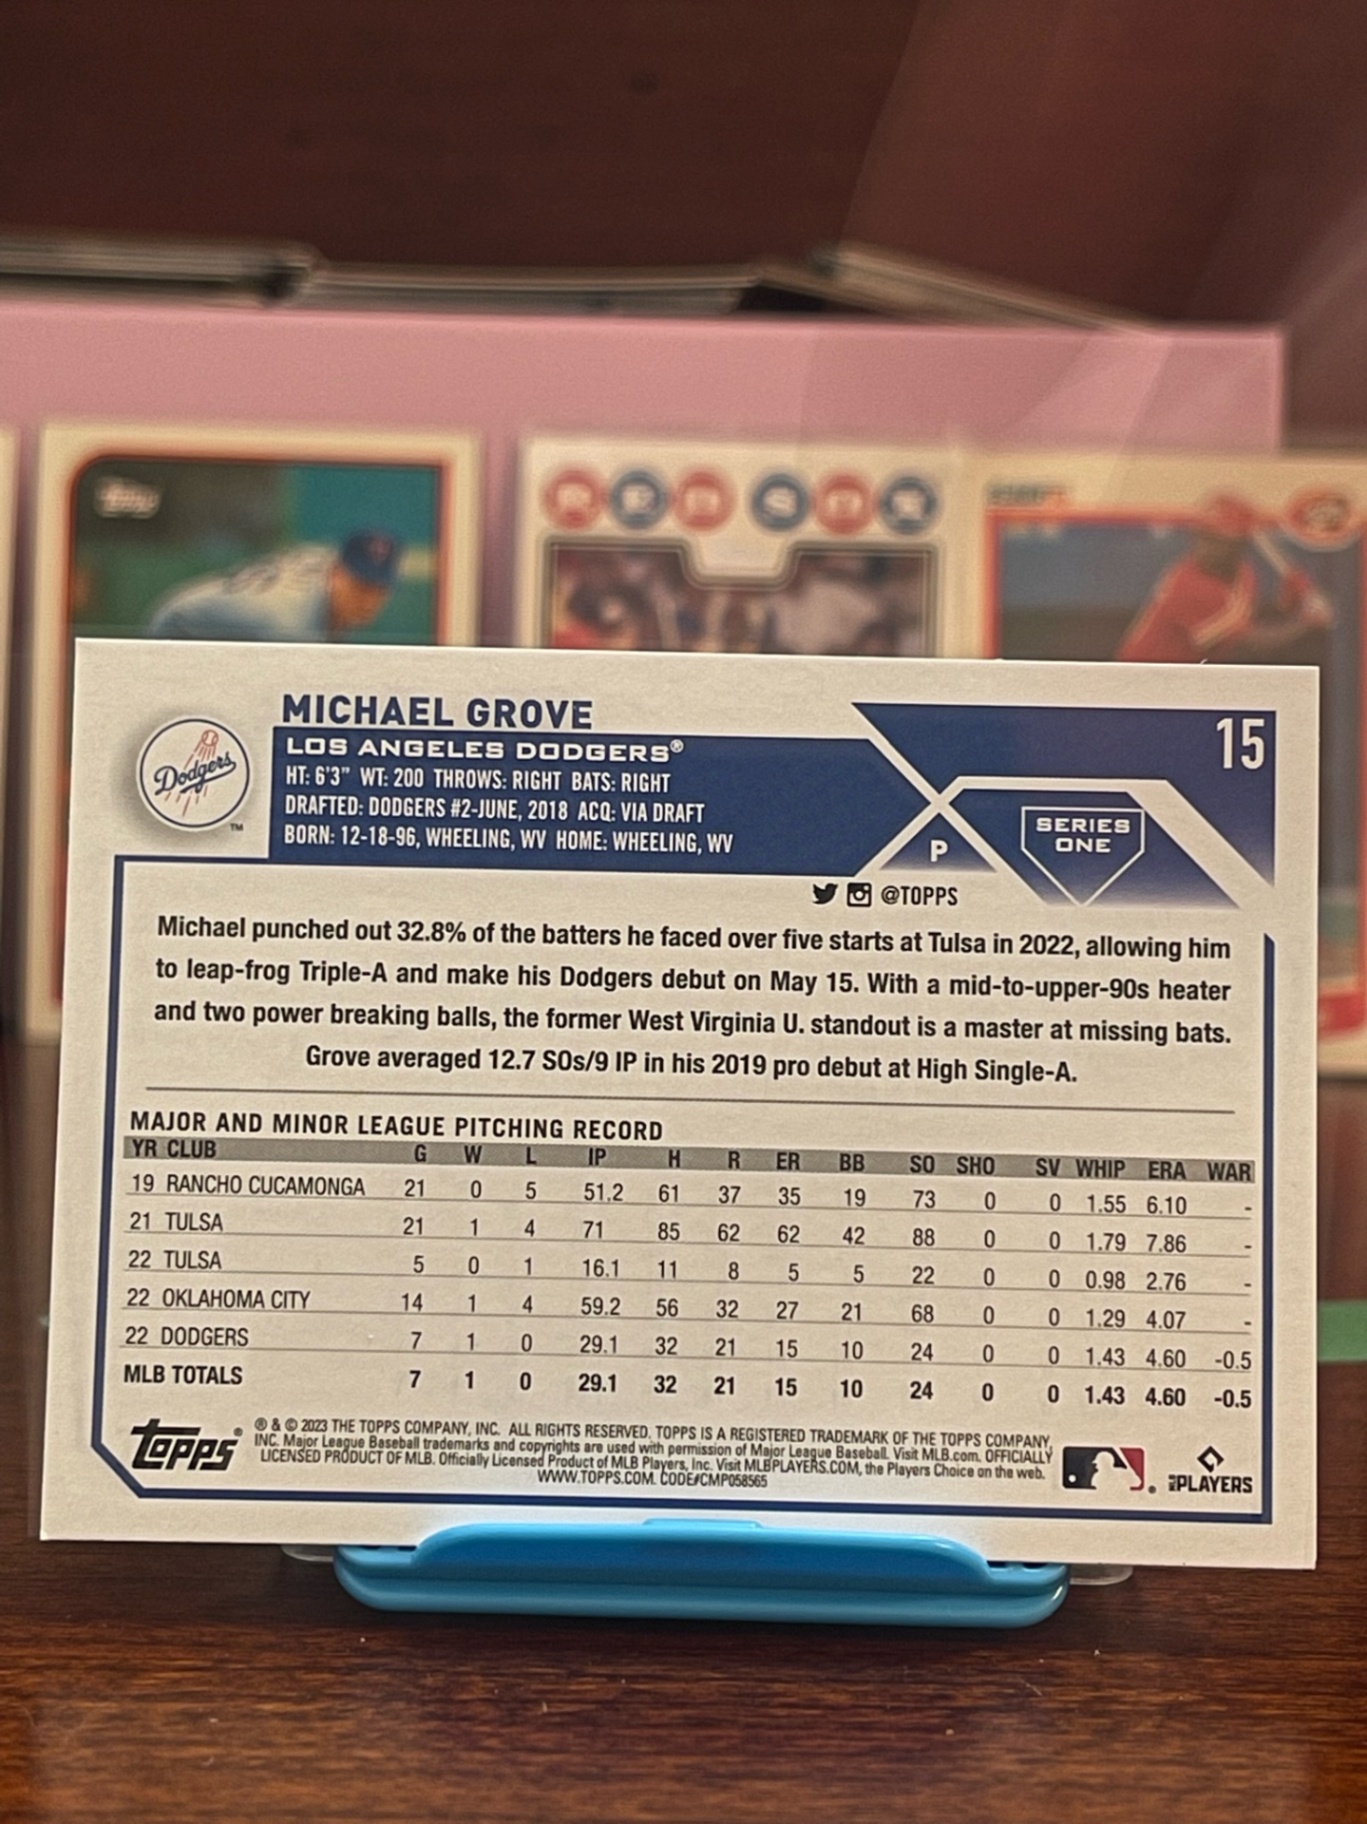 RED SOX
MICHAEL GROVE
15
Dodgers
TM
LOS ANGELES DODGERS®
HT: 6'3" WT: 200 THROWS: RIGHT BATS: RIGHT
DRAFTED: DODGERS #2-JUNE, 2018 ACQ: VIA DRAFT
BORN: 12-18-96, WHEELING, WV HOME: WHEELING, WV
P
SERIES
ONE
@TOPPS
Michael punched out 32.8% of the batters he faced over five starts at Tulsa in 2022, allowing him
to leap-frog Triple-A and make his Dodgers debut on May 15. With a mid-to-upper-90s heater
and two power breaking balls, the former West Virginia U. standout is a master at missing bats.
Grove averaged 12.7 SOs/9 IP in his 2019 pro debut at High Single-A.
MAJOR AND MINOR LEAGUE PITCHING RECORD
YR CLUB G W L IP H R ER BB SO SHO SV WHIP ERA WAR
19 RANCHO CUCAMONGA 21 0 5 51.2 61 37 35 19 73 0 0 1.55 6.10 -
21 TULSA 21 1 4 71 85 62 62 42 88 0 0 1.79 7.86 -
22 TULSA 5 0 1 16.1 11 8 5 5 22 0 0 0.98 2.76 -
22 OKLAHOMA CITY 14 1 4 59.2 56 32 27 21 68 0 0 1.29 4.07 -
22 DODGERS 7 1 0 29.1 32 21 15 10 24 0 0 1.43 4.60 -0.5
MLB TOTALS 7 1 0 29.1 32 21 15 10 24 0 0 1.43 4.60 -0.5
Topps®
® & © 2023 THE TOPPS COMPANY, INC. ALL RIGHTS RESERVED. TOPPS IS A REGISTERED TRADEMARK OF THE TOPPS COMPANY,
INC. Major League Baseball trademarks and copyrights are used with permission of Major League Baseball. Visit MLB.com. OFFICIALLY
LICENSED PRODUCT OF MLB. Officially Licensed Product of MLB Players, Inc. Visit MLBPLAYERS.COM, the Players Choice on the web.
WWW.TOPPS.COM. CODE#CMP058565
MLB PLAYERS